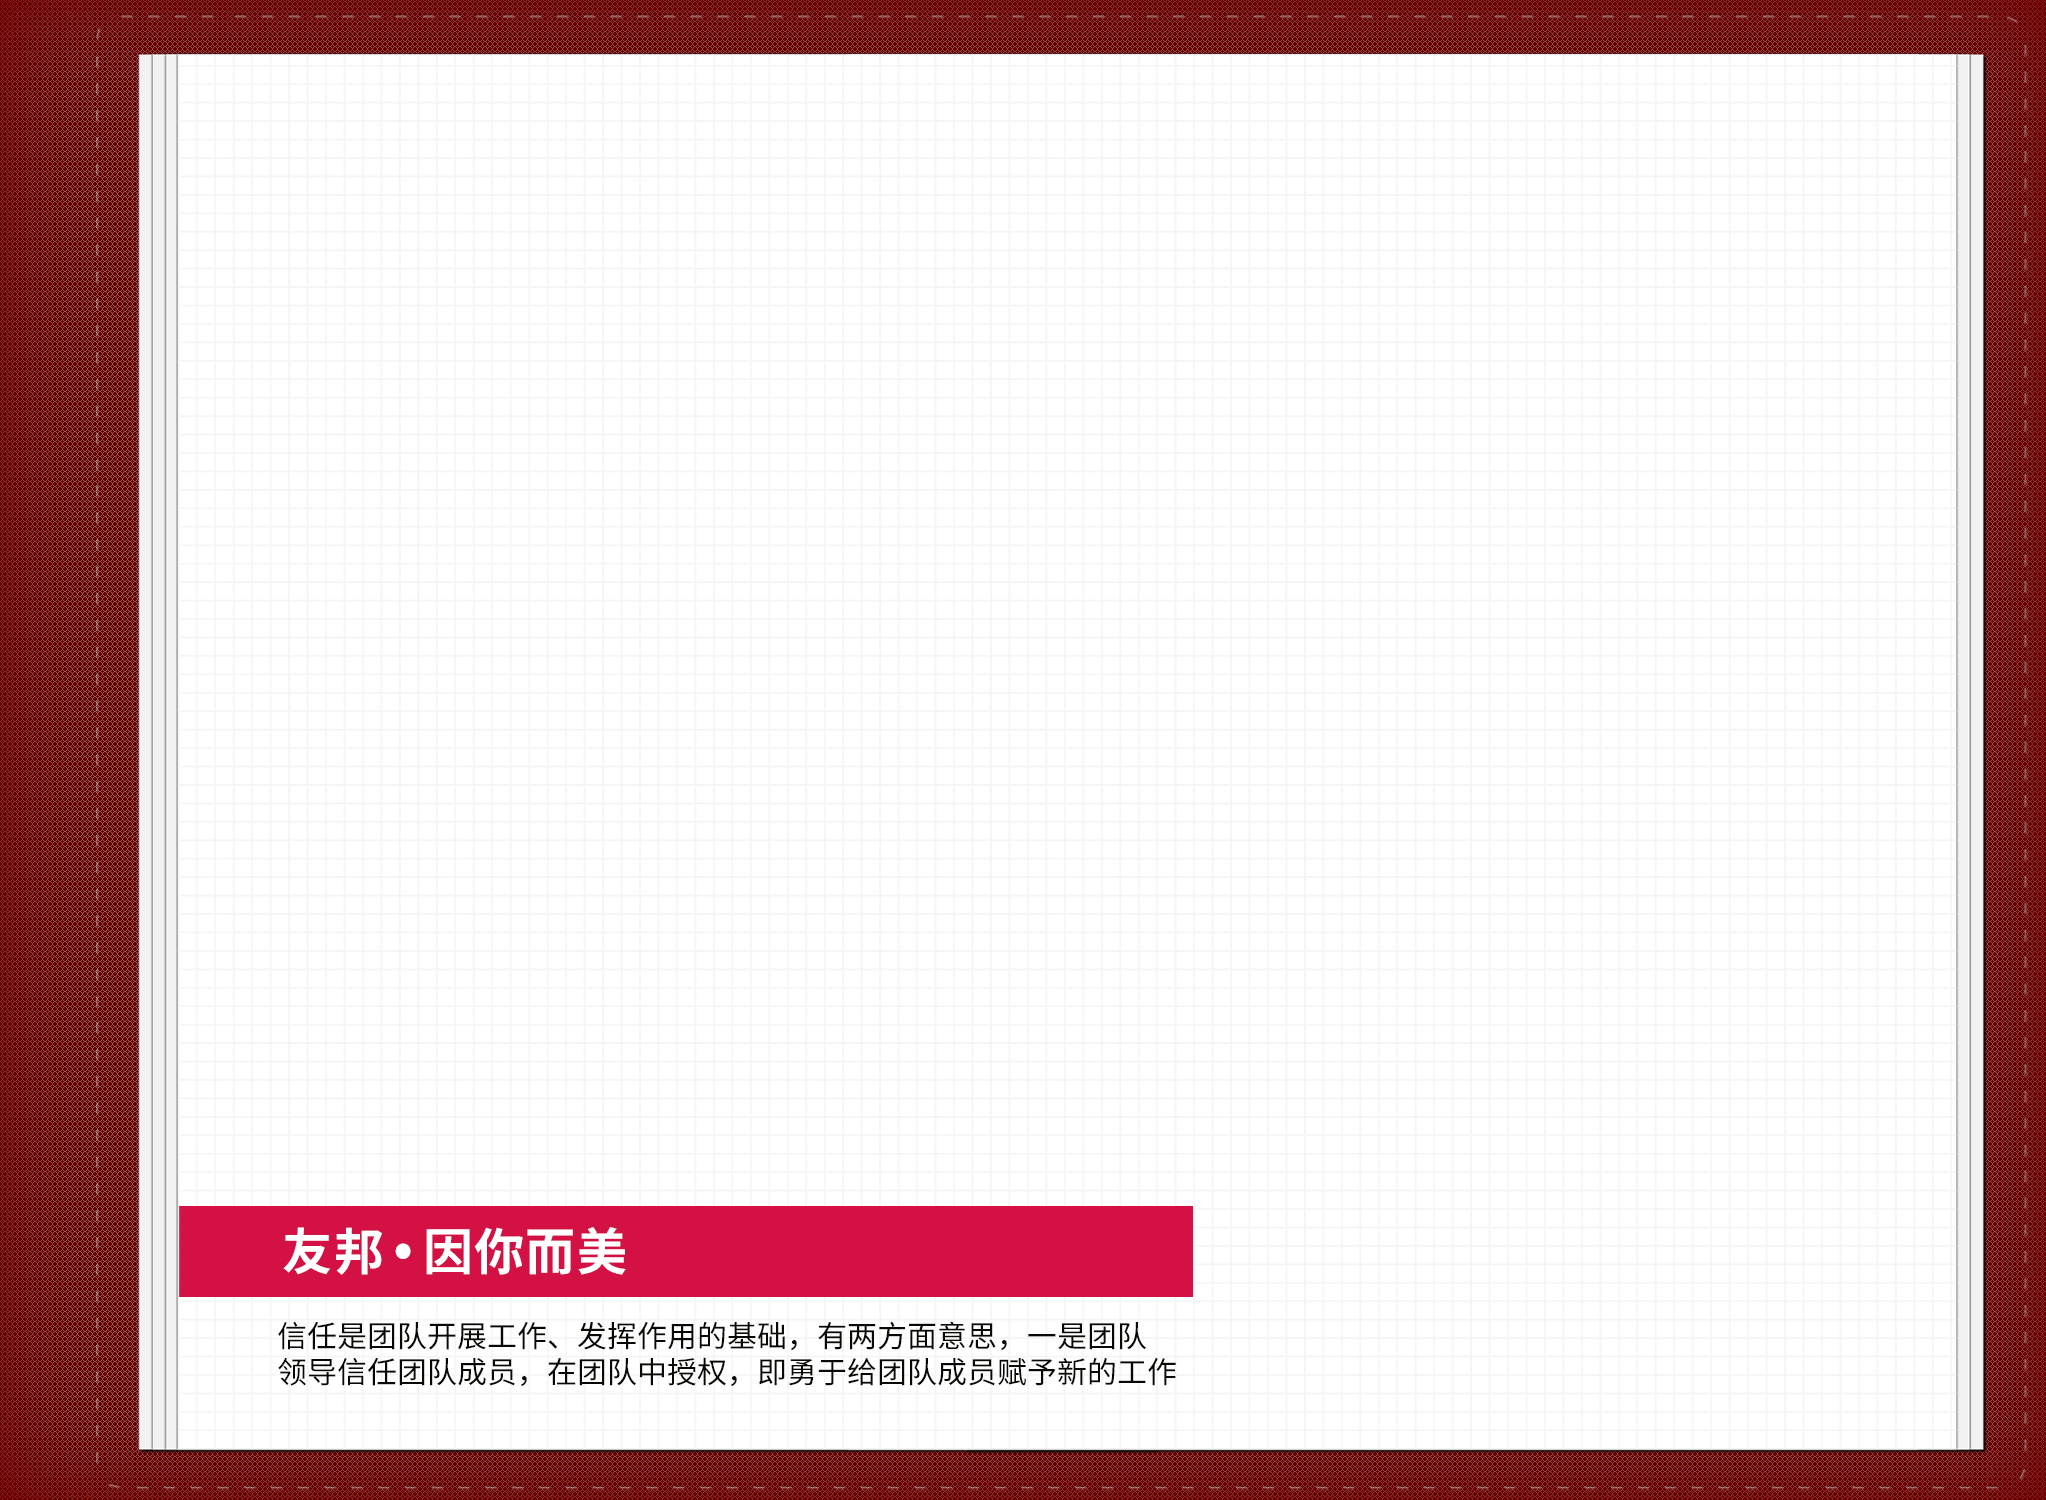 友邦•因你而美
信任是团队开展工作、发挥作用的基础，有两方面意思，一是团队
领导信任团队成员，在团队中授权，即勇于给团队成员赋予新的工作